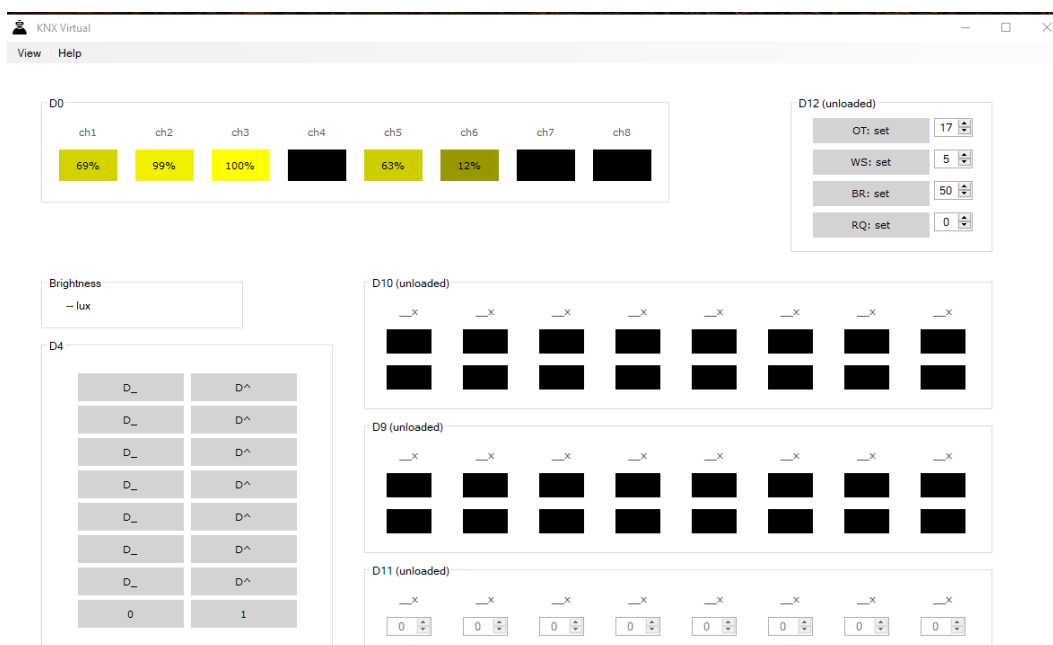 KNX Virtual
View Help
D0
ch1 ch2 ch3 ch4 ch5 ch6 ch7 ch8
69% 99% 100% 63% 12%
D12 (unloaded)
OT: set 17
WS: set 5
BR: set 50
RQ: set 0
Brightness
-- lux
D4
D_ D^
D_ D^
D_ D^
D_ D^
D_ D^
D_ D^
D_ D^
0 1
D10 (unloaded)
__x __x __x __x __x __x __x __x
D9 (unloaded)
__x __x __x __x __x __x __x __x
D11 (unloaded)
__x __x __x __x __x __x __x __x
0 0 0 0 0 0 0 0